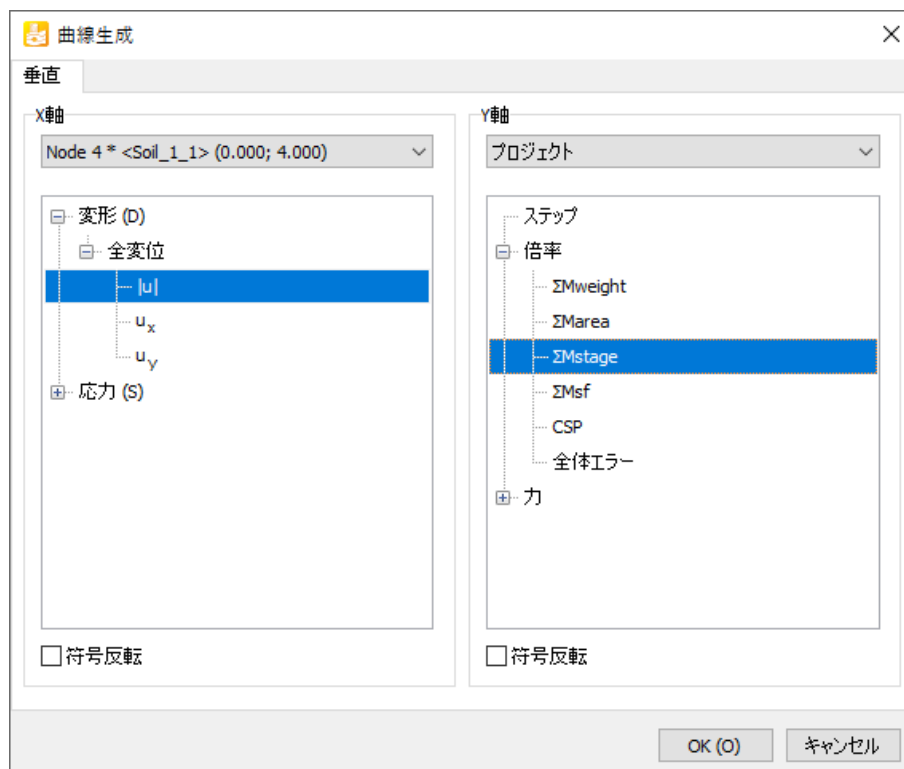 曲線生成
垂直
X軸
Node 4 * <Soil_1_1> (0.000; 4.000)
変形 (D)
全変位
|u|
ux
uy
応力 (S)
符号反転
Y軸
プロジェクト
ステップ
倍率
ΣMweight
ΣMarea
ΣMstage
ΣMsf
CSP
全体エラー
力
符号反転
OK (O)
キャンセル